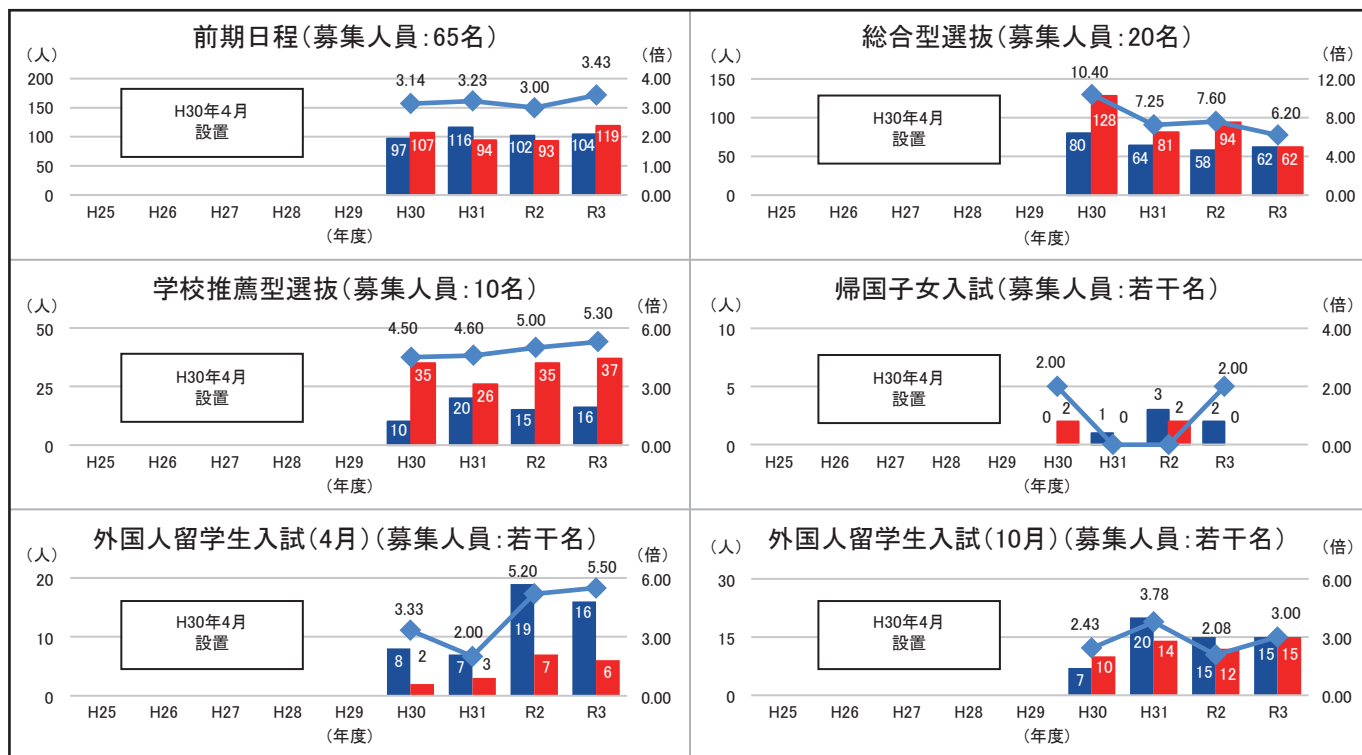 前期日程(募集人員:65名)
(人)
(倍)
200
150
100
50
0
4.00
3.00
2.00
1.00
0.00
H30年4月
設置
3.14
3.23
3.00
3.43
97
107
116
94
102
93
104
119
H25
H26
H27
H28
H29
H30
H31
R2
R3
(年度)
総合型選抜(募集人員:20名)
(人)
(倍)
150
100
50
0
12.00
8.00
4.00
0.00
H30年4月
設置
10.40
7.25
7.60
6.20
80
128
64
81
58
94
62
62
H25
H26
H27
H28
H29
H30
H31
R2
R3
(年度)
学校推薦型選抜(募集人員:10名)
(人)
(倍)
50
25
0
6.00
3.00
0.00
H30年4月
設置
4.50
4.60
5.00
5.30
10
35
20
26
15
35
16
37
H25
H26
H27
H28
H29
H30
H31
R2
R3
(年度)
帰国子女入試(募集人員:若干名)
(人)
(倍)
10
5
0
4.00
2.00
0.00
H30年4月
設置
2.00
2.00
0
2
1
0
3
2
2
0
H25
H26
H27
H28
H29
H30
H31
R2
R3
(年度)
外国人留学生入試(4月)(募集人員:若干名)
(人)
(倍)
20
10
0
6.00
3.00
0.00
H30年4月
設置
3.33
2.00
5.20
5.50
8
2
7
3
19
7
16
6
H25
H26
H27
H28
H29
H30
H31
R2
R3
(年度)
外国人留学生入試(10月)(募集人員:若干名)
(人)
(倍)
30
15
0
6.00
3.00
0.00
H30年4月
設置
2.43
3.78
2.08
3.00
7
10
20
14
15
12
15
15
H25
H26
H27
H28
H29
H30
H31
R2
R3
(年度)